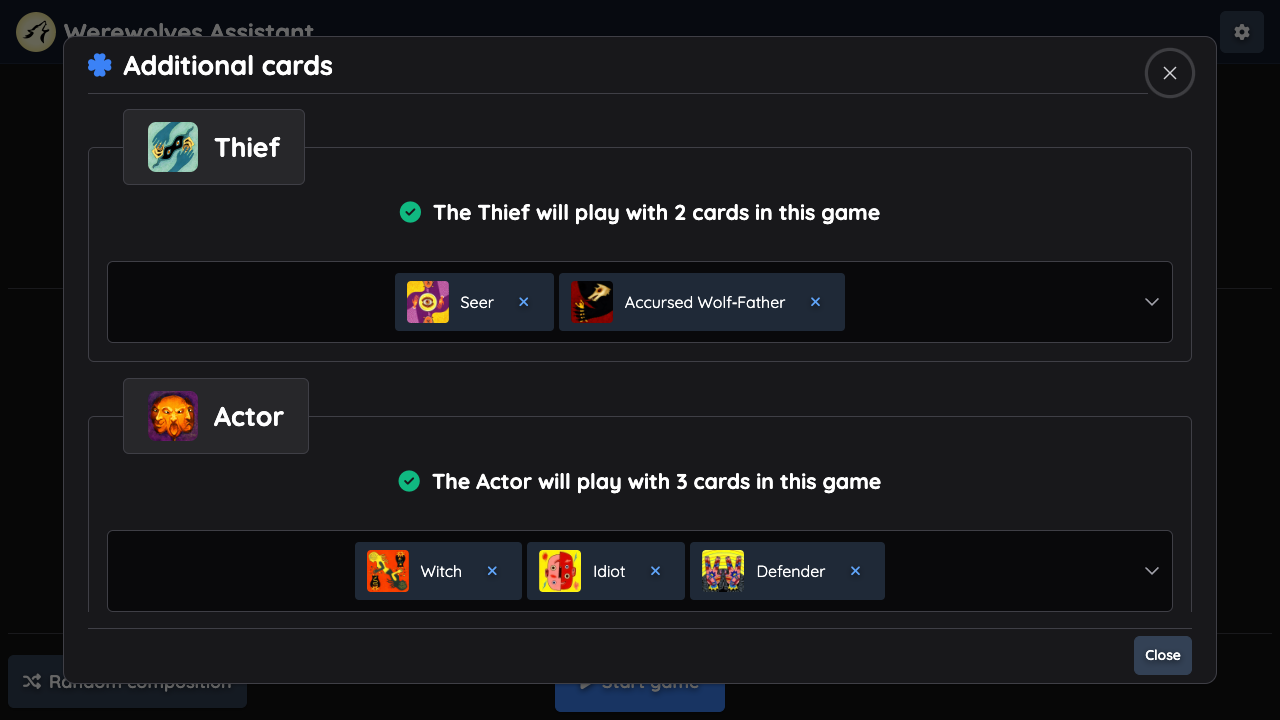 Werewolves Assistant
Additional cards
Thief
The Thief will play with 2 cards in this game
Seer
Accursed Wolf-Father
Actor
The Actor will play with 3 cards in this game
Witch
Idiot
Defender
Close
Random composition
Start game